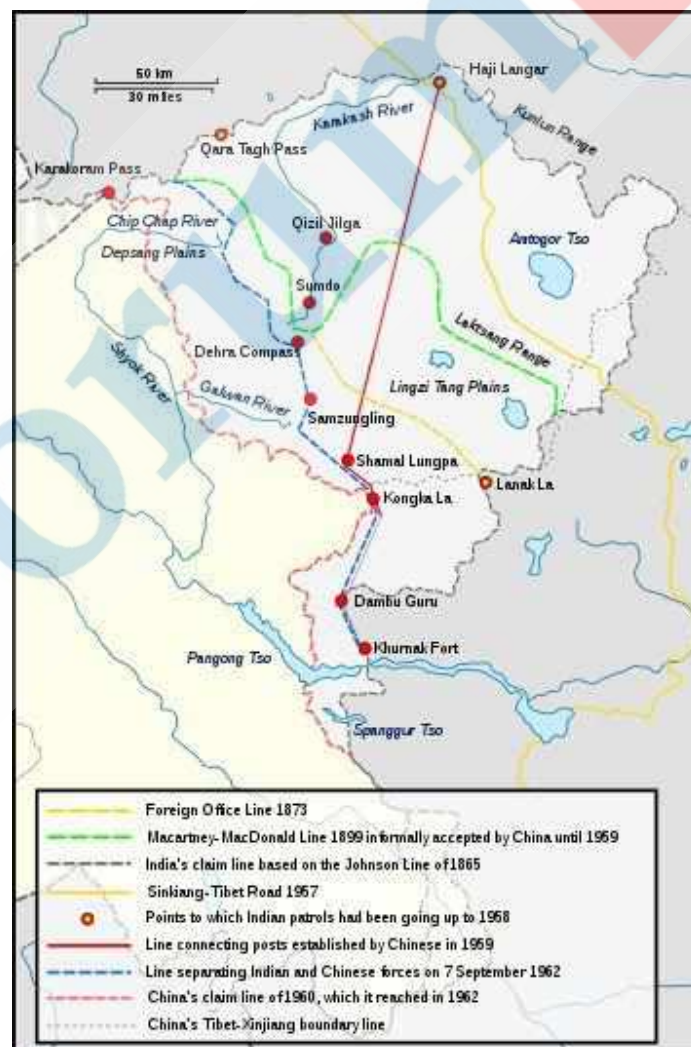 Haji Langar
50 km
30 miles
Karakash River
Kunlun Range
Qara Tagh Pass
Karakoram Pass
Chip Chap River
Qizil Jilga
Depsang Plains
Antogor Tso
Sumdo
Laktsang Range
Dehra Compass
Shyok River
Galwan River
Lingzi Tang Plains
Samzungling
Shamal Lungpa
Lanak La
Kongka La
Dambu Guru
Khurnak Fort
Pangong Tso
Spanggur Tso
Foreign Office Line 1873
Macartney-MacDonald Line 1899 informally accepted by China until 1959
India's claim line based on the Johnson Line of 1865
Sinkiang-Tibet Road 1957
Points to which Indian patrols had been going up to 1958
Line connecting posts established by Chinese in 1959
Line separating Indian and Chinese forces on 7 September 1962
China's claim line of 1960, which it reached in 1962
China's Tibet-Xinjiang boundary line